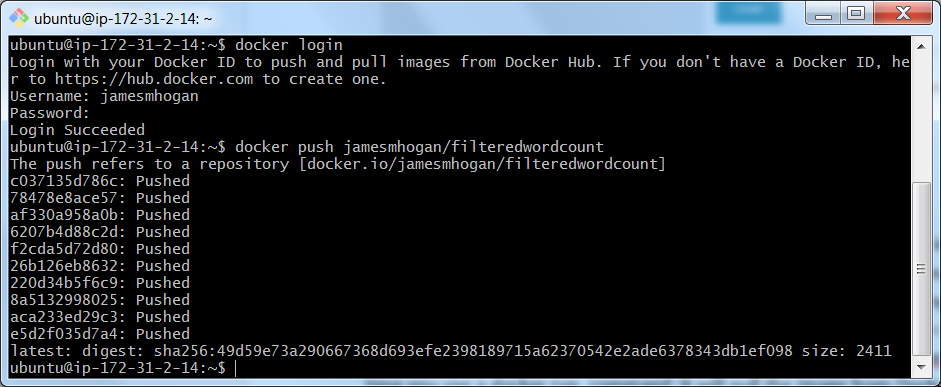 ubuntu@ip-172-31-2-14: ~
ubuntu@ip-172-31-2-14:~$ docker login
Login with your Docker ID to push and pull images from Docker Hub. If you don't have a Docker ID, he
r to https://hub.docker.com to create one.
Username: jamesmhogan
Password:
Login Succeeded
ubuntu@ip-172-31-2-14:~$ docker push jamesmhogan/filteredwordcount
The push refers to a repository [docker.io/jamesmhogan/filteredwordcount]
c037135d786c: Pushed
78478e8ace57: Pushed
af330a958a0b: Pushed
6207b4d88c2d: Pushed
f2cda5d72d80: Pushed
26b126eb8632: Pushed
220d34b5f6c9: Pushed
8a5132998025: Pushed
aca233ed29c3: Pushed
e5d2f035d7a4: Pushed
latest: digest: sha256:49d59e73a290667368d693efe2398189715a62370542e2ade6378343db1ef098 size: 2411
ubuntu@ip-172-31-2-14:~$